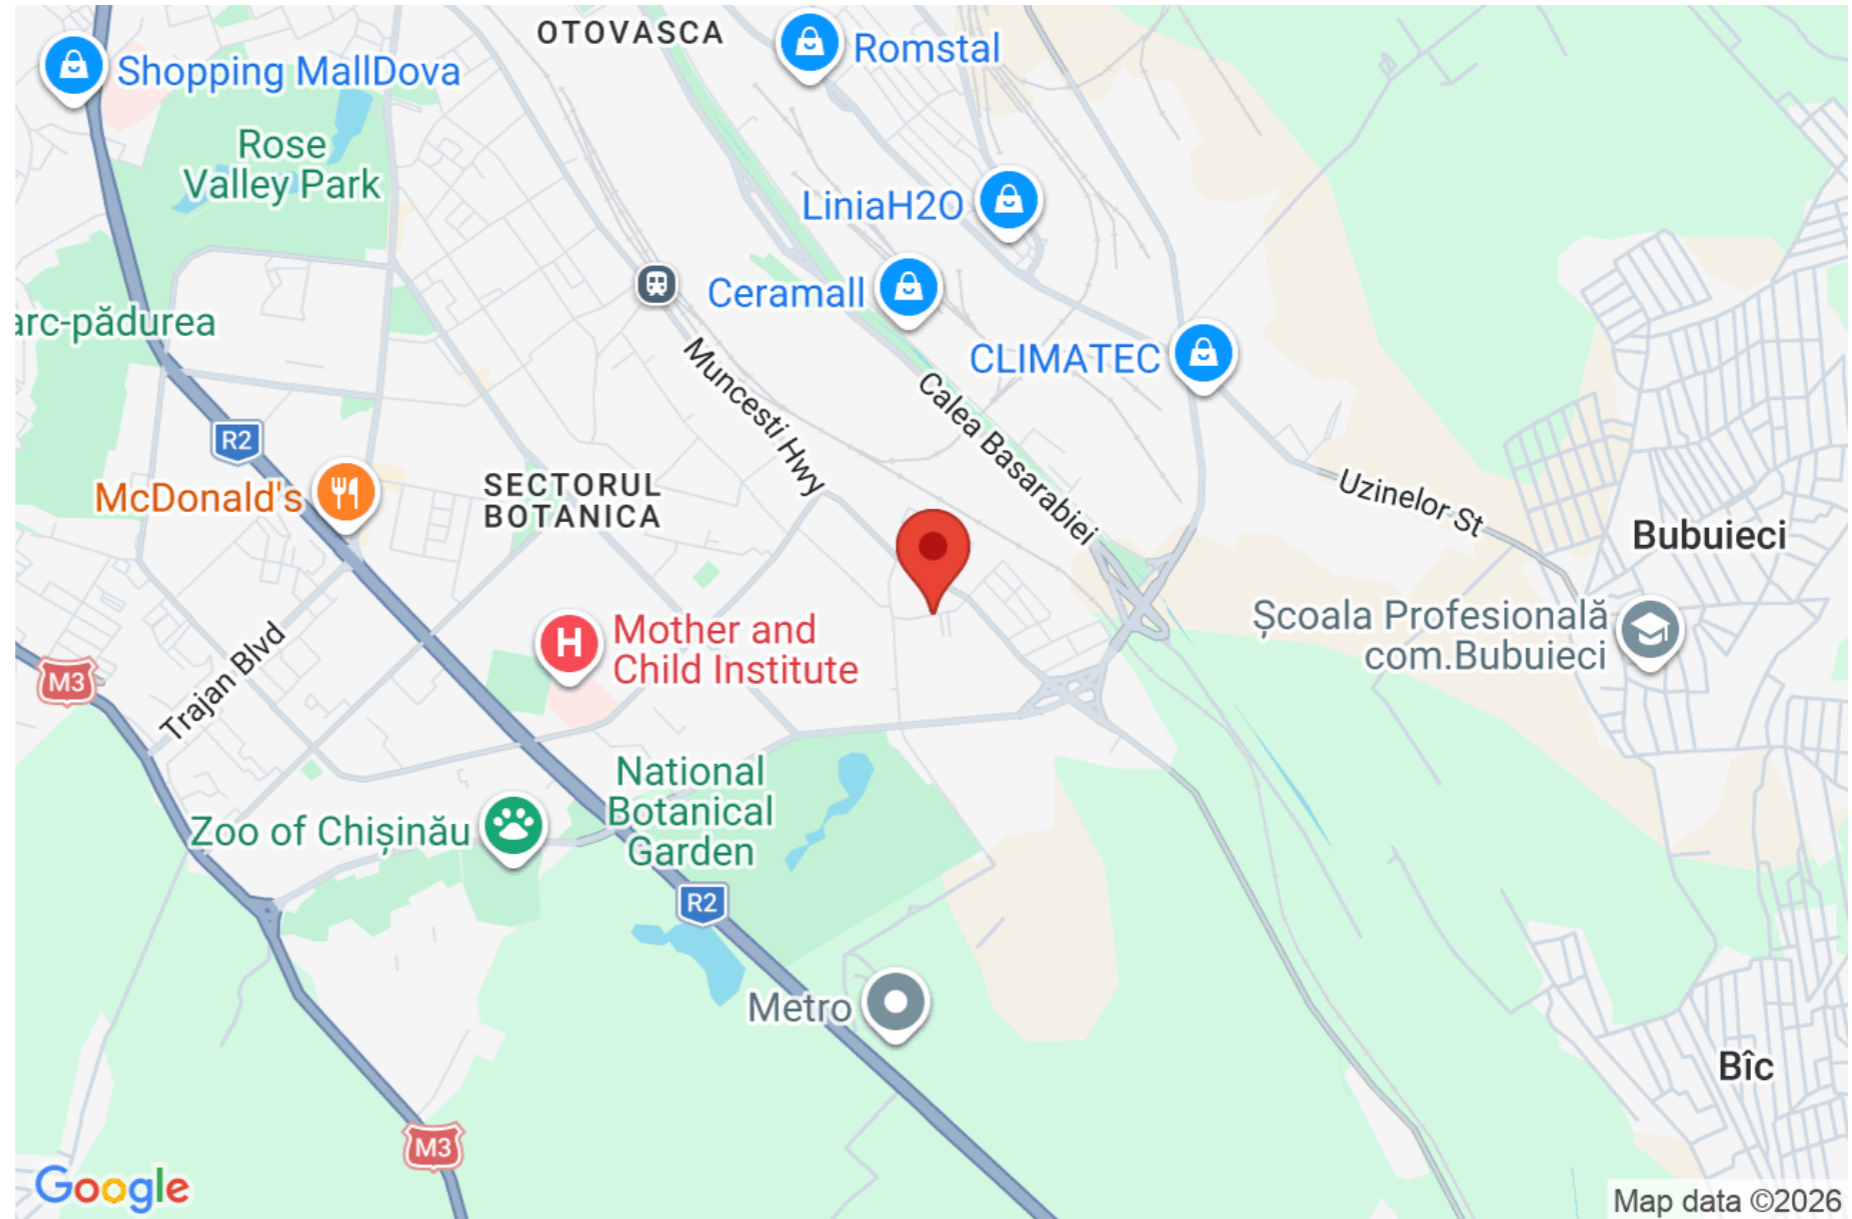 OTOVASCA
Romstal
Shopping MallDova
Rose
Valley Park
LiniaH2O
Ceramall
arc-pădurea
CLIMATEC
Muncesti Hwy
Calea Basarabiei
R2
McDonald's
SECTORUL
BOTANICA
Uzinelor St
Bubuieci
Școala Profesională
com.Bubuieci
H
Mother and
Child Institute
M3
Trajan Blvd
National
Botanical
Garden
Zoo of Chișinău
R2
Metro
Bîc
M3
Google
Map data ©2026